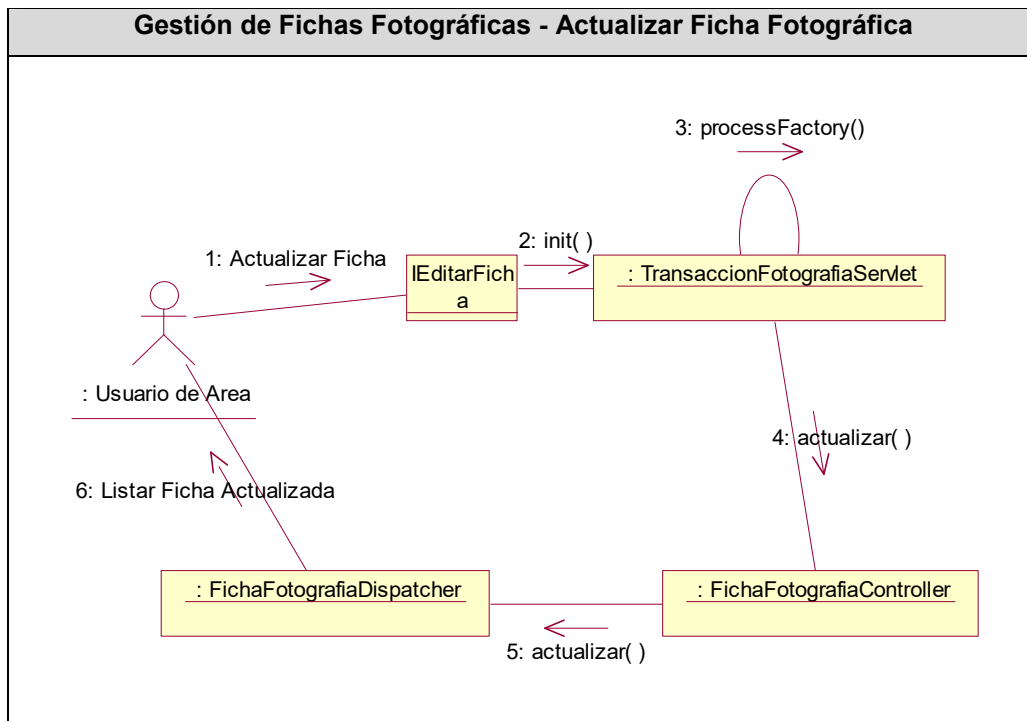 Gestión de Fichas Fotográficas - Actualizar Ficha Fotográfica
3: processFactory()
1: Actualizar Ficha
2: init( )
IEditarFich
a
: TransaccionFotografiaServlet
: Usuario de Area
4: actualizar( )
6: Listar Ficha Actualizada
: FichaFotografiaDispatcher
: FichaFotografiaController
5: actualizar( )